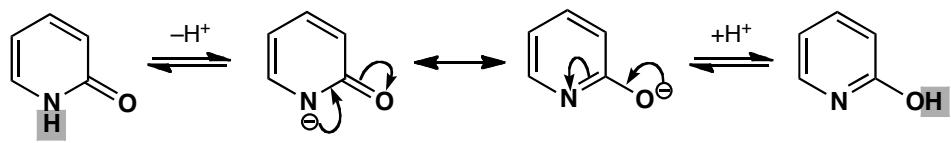 –H⁺
+H⁺
N O
H
N O
⊖
N O ⊖
N OH